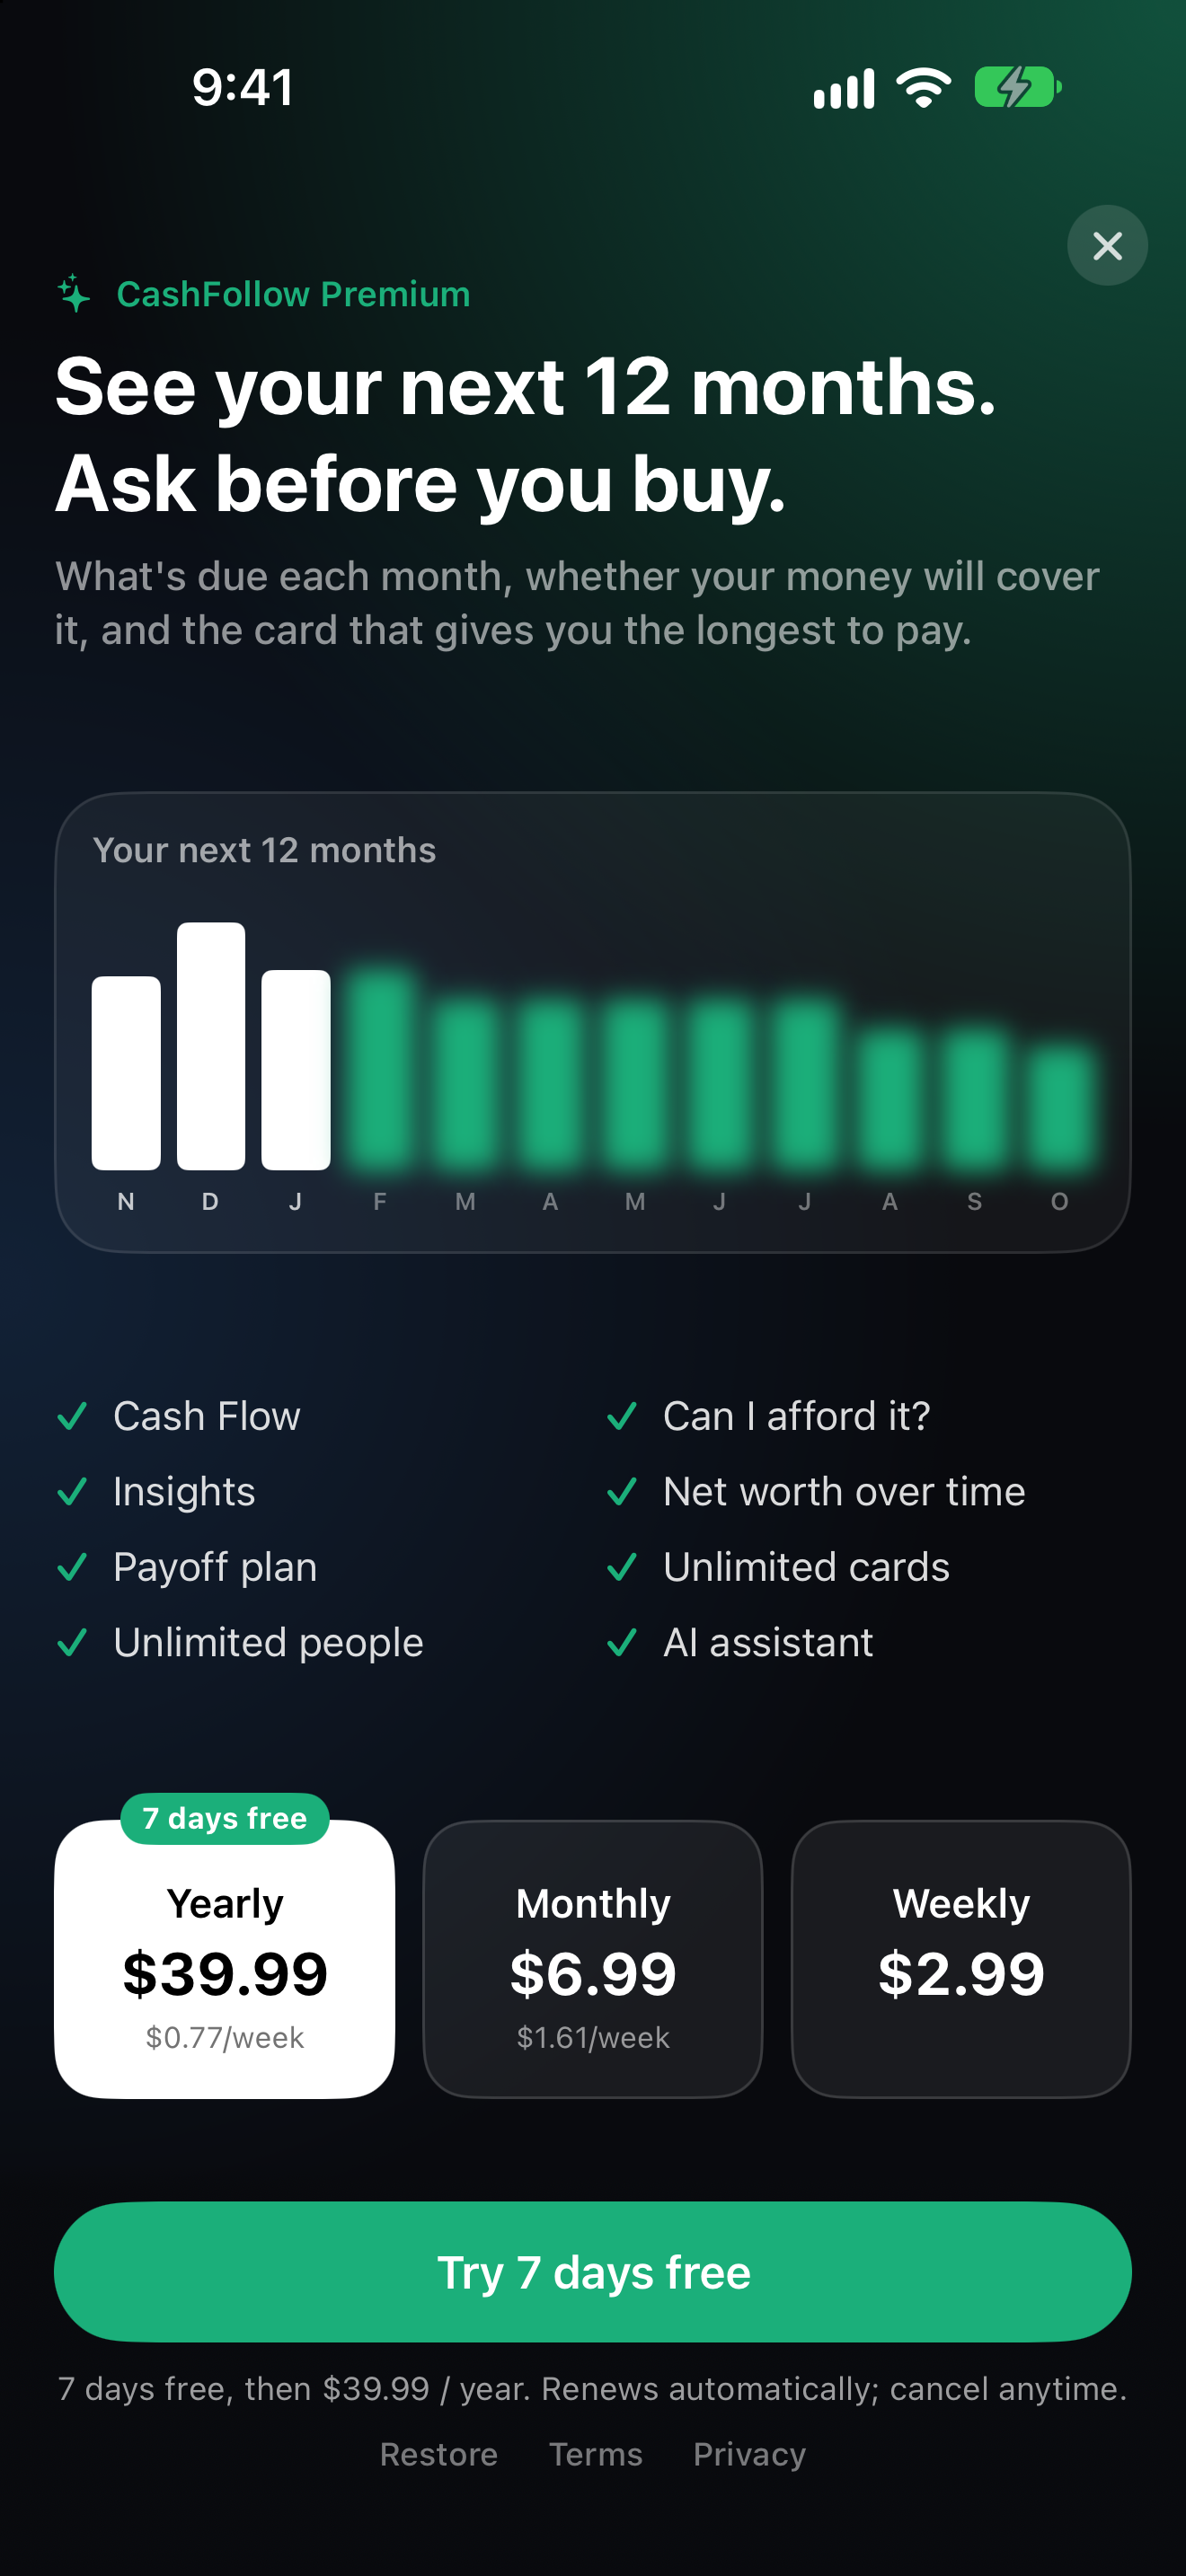 9:41
CashFollow Premium
See your next 12 months.
Ask before you buy.
What's due each month, whether your money will cover
it, and the card that gives you the longest to pay.
Your next 12 months
N D J F M A M J J A S O
Cash Flow
Can I afford it?
Insights
Net worth over time
Payoff plan
Unlimited cards
Unlimited people
AI assistant
7 days free
Yearly
$39.99
$0.77/week
Monthly
$6.99
$1.61/week
Weekly
$2.99
Try 7 days free
7 days free, then $39.99 / year. Renews automatically; cancel anytime.
Restore Terms Privacy